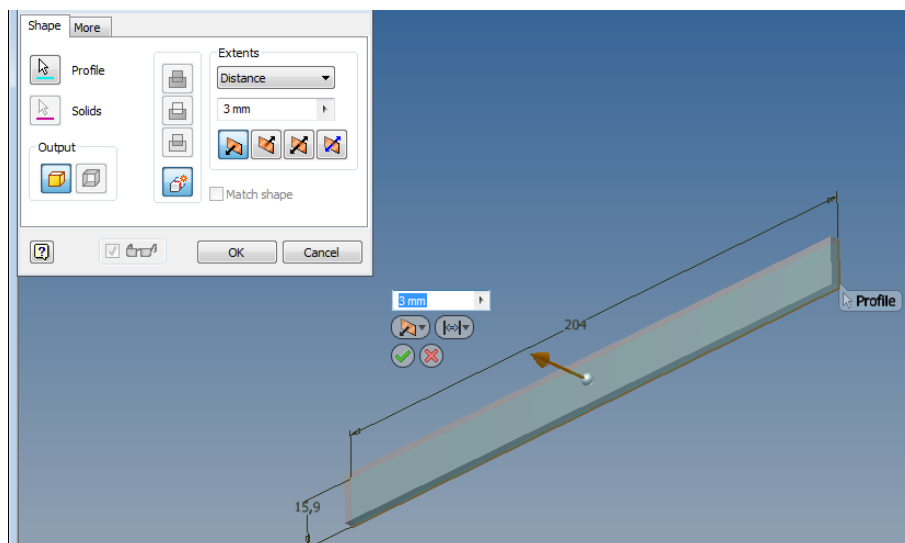 Shape More
Extents
Profile
Distance
Solids
3 mm
Output
Match shape
OK Cancel
3 mm
Profile
204
15,9